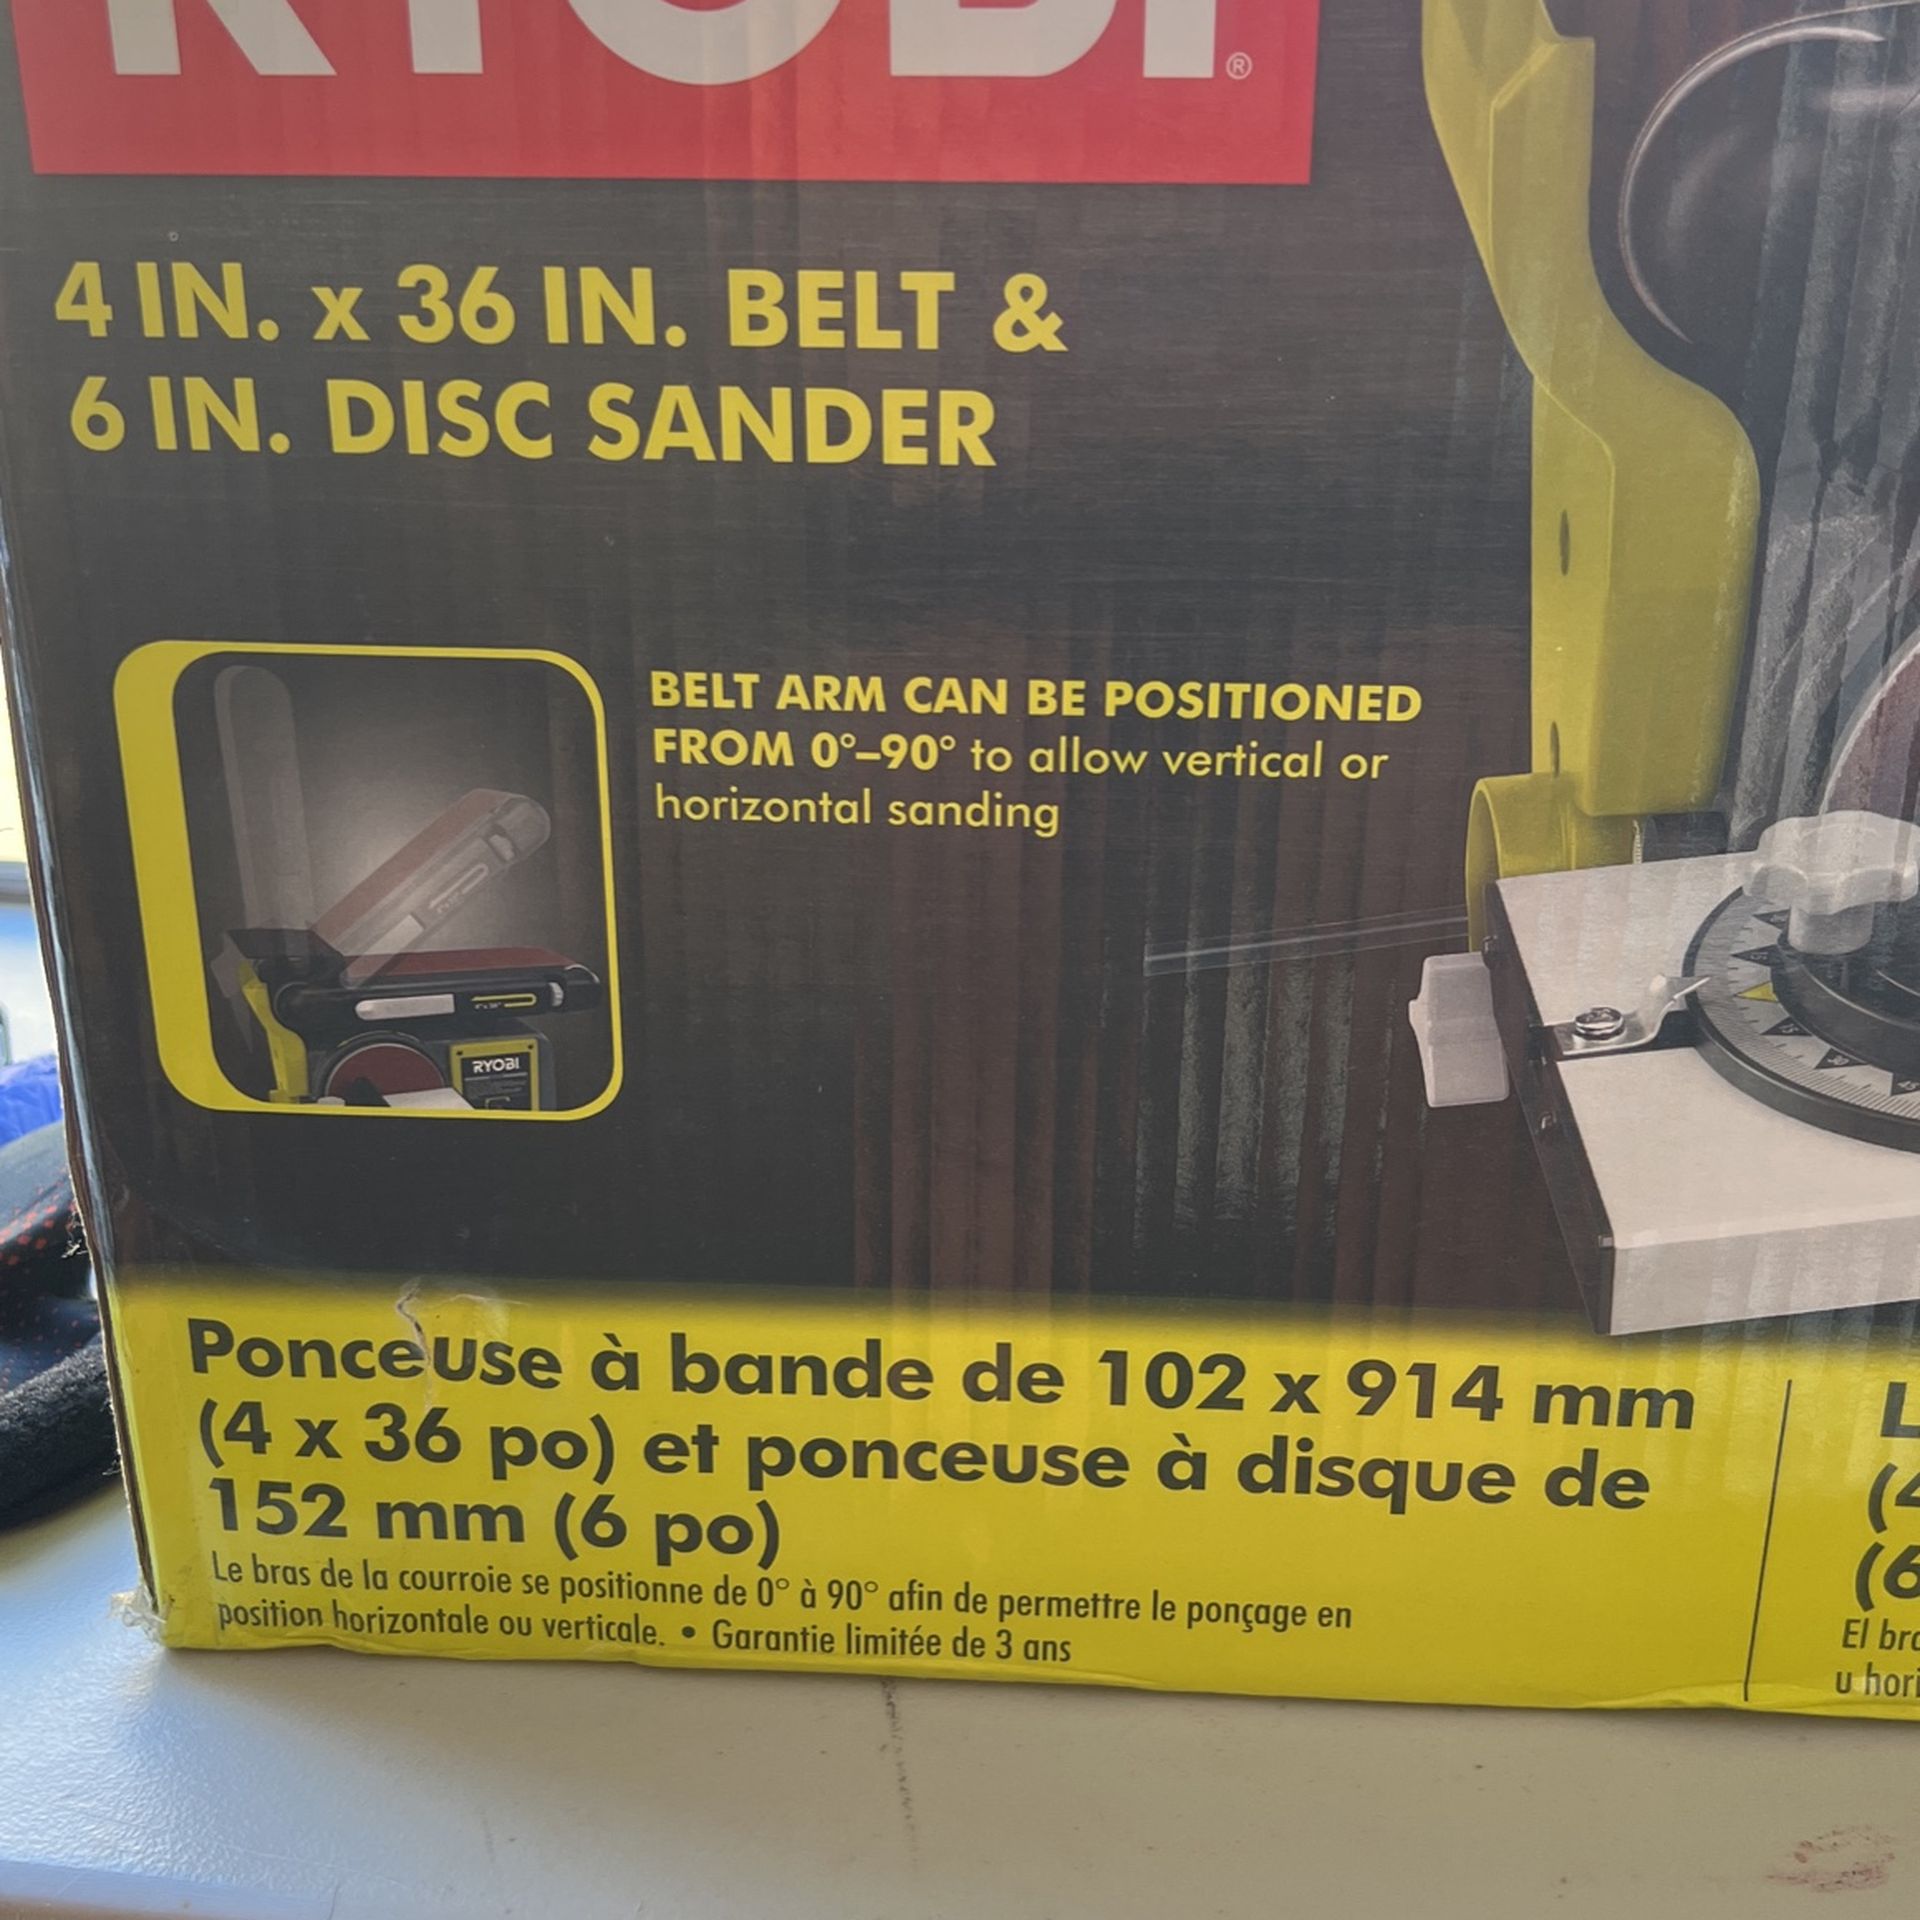 RYOBI®
4 IN. x 36 IN. BELT &
6 IN. DISC SANDER
BELT ARM CAN BE POSITIONED
FROM 0°–90° to allow vertical or
horizontal sanding
RYOBI
Ponceuse à bande de 102 x 914 mm
(4 x 36 po) et ponceuse à disque de
152 mm (6 po)
Le bras de la courroie se positionne de 0° à 90° afin de permettre le ponçage en
position horizontale ou verticale. • Garantie limitée de 3 ans
L
(4
(6
El bra
u hori